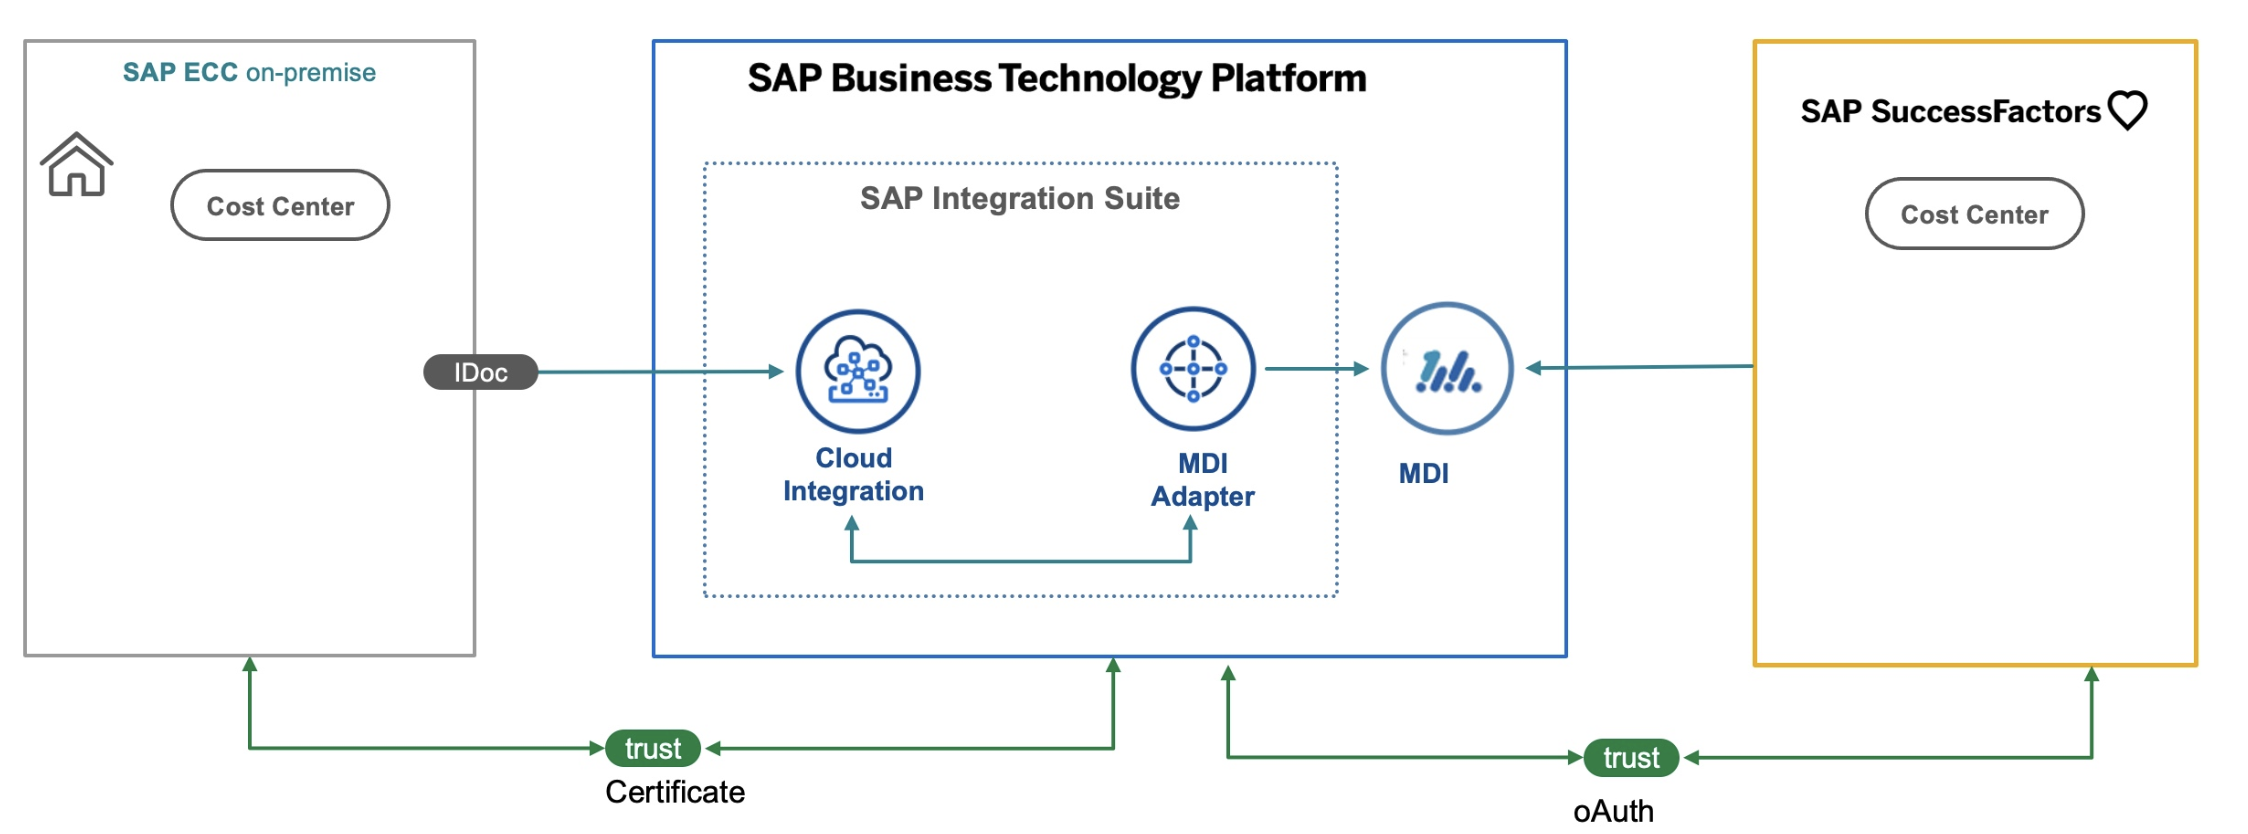 SAP ECC on-premise
Cost Center
IDoc
SAP Business Technology Platform
SAP Integration Suite
Cloud
Integration
MDI
Adapter
MDI
SAP SuccessFactors
Cost Center
trust
Certificate
trust
oAuth